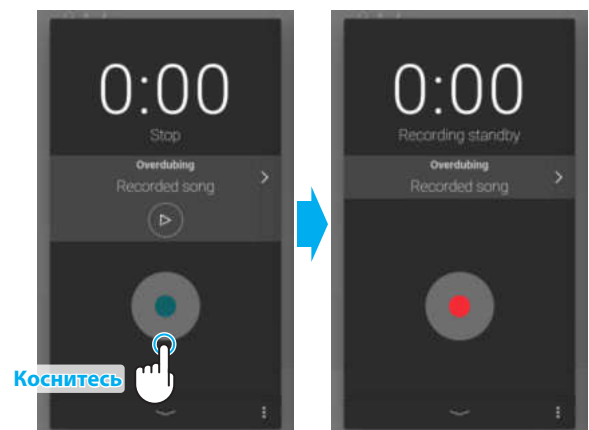 0:00
Stop
Overdubing
Recorded song
Коснитесь
0:00
Recording standby
Overdubing
Recorded song